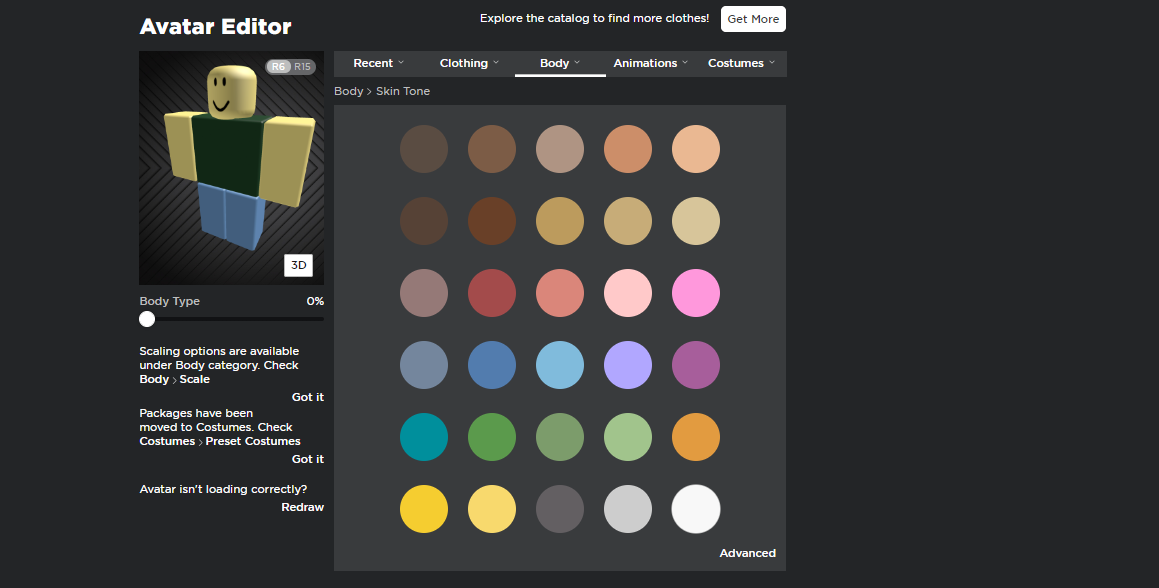 Avatar Editor
Explore the catalog to find more clothes!
Get More
R6 R15
3D
Body Type 0%
Scaling options are available
under Body category. Check
Body > Scale
Got it
Packages have been
moved to Costumes. Check
Costumes > Preset Costumes
Got it
Avatar isn't loading correctly?
Redraw
Recent Clothing Body Animations Costumes
Body > Skin Tone
Advanced